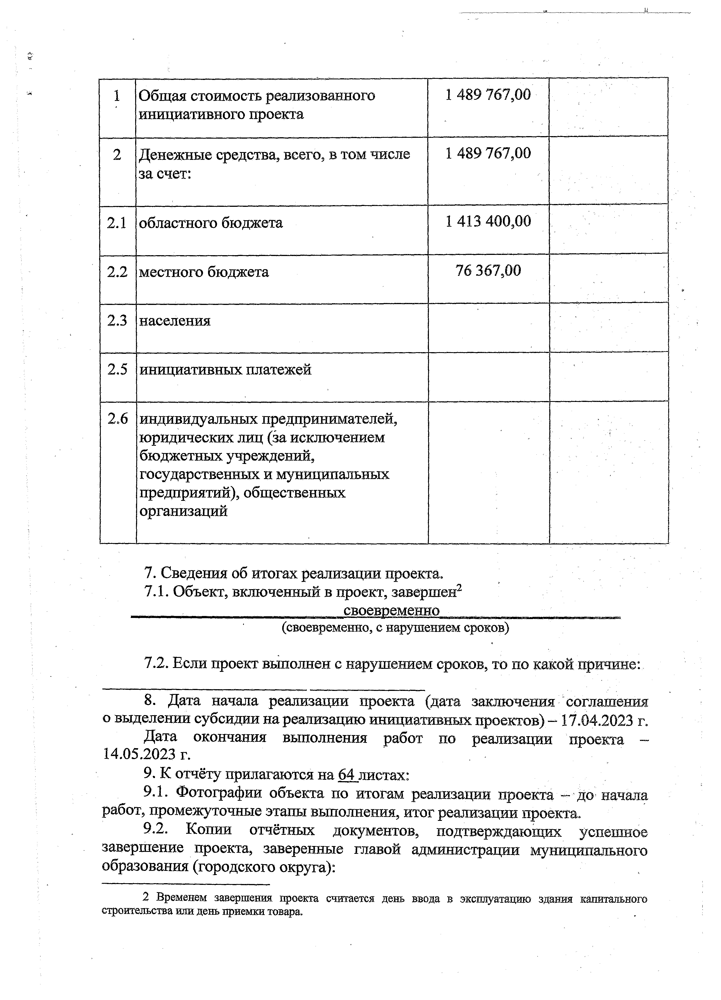 1 Общая стоимость реализованного 1 489 767,00
инициативного проекта
2 Денежные средства, всего, в том числе 1 489 767,00
за счет:
2.1 областного бюджета 1 413 400,00
2.2 местного бюджета 76 367,00
2.3 населения
2.5 инициативных платежей
2.6 индивидуальных предпринимателей,
юридических лиц (за исключением
бюджетных учреждений,
государственных и муниципальных
предприятий), общественных
организаций
7. Сведения об итогах реализации проекта.
7.1. Объект, включенный в проект, завершен²
своевременно
(своевременно, с нарушением сроков)
7.2. Если проект выполнен с нарушением сроков, то по какой причине:
8. Дата начала реализации проекта (дата заключения соглашения
о выделении субсидии на реализацию инициативных проектов) – 17.04.2023 г.
Дата окончания выполнения работ по реализации проекта –
14.05.2023 г.
9. К отчёту прилагаются на 64 листах:
9.1. Фотографии объекта по итогам реализации проекта – до начала
работ, промежуточные этапы выполнения, итог реализации проекта.
9.2. Копии отчётных документов, подтверждающих успешное
завершение проекта, заверенные главой администрации муниципального
образования (городского округа):
2 Временем завершения проекта считается день ввода в эксплуатацию здания капитального
строительства или день приемки товара.